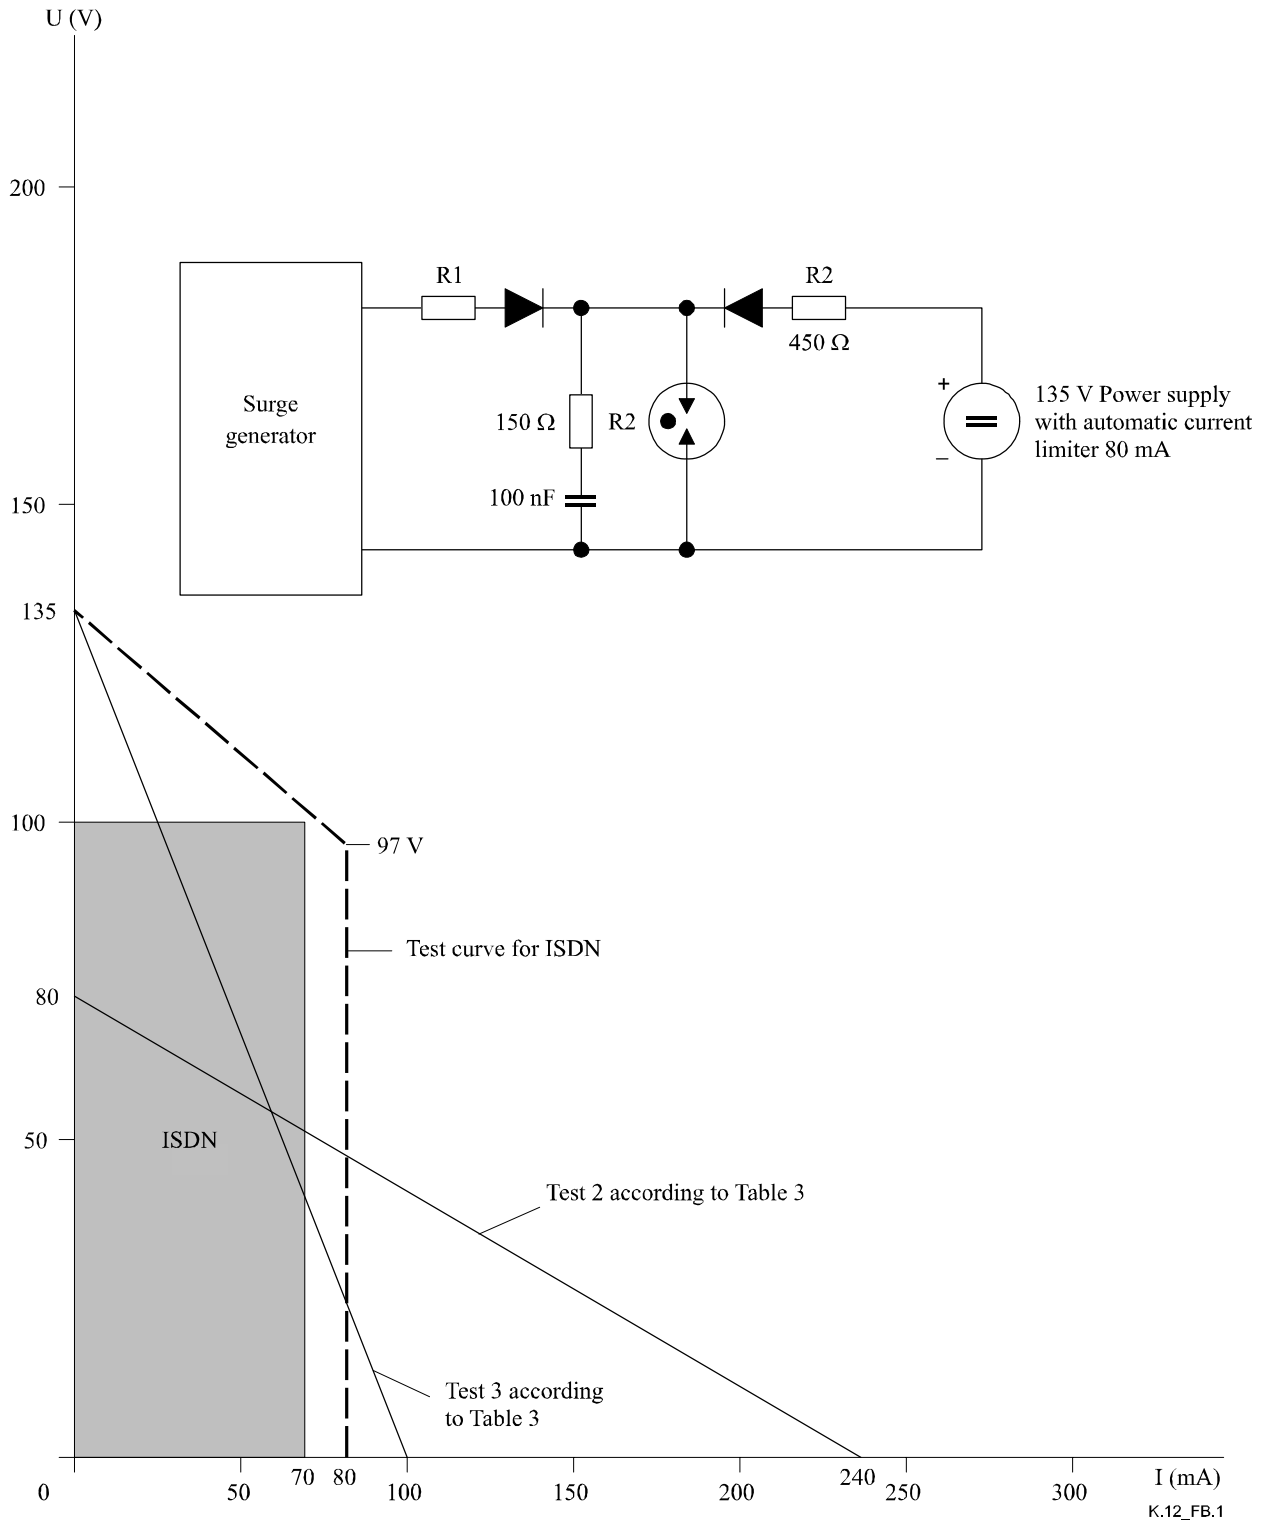 U (V)
200
R1
R2
450 Ω
Surge
generator
150 Ω
R2
100 nF
+
–
135 V Power supply
with automatic current
limiter 80 mA
150
135
100
97 V
Test curve for ISDN
80
50
ISDN
Test 2 according to Table 3
Test 3 according
to Table 3
0
50
70
80
100
150
200
240
250
300
I (mA)
K.12_FB.1